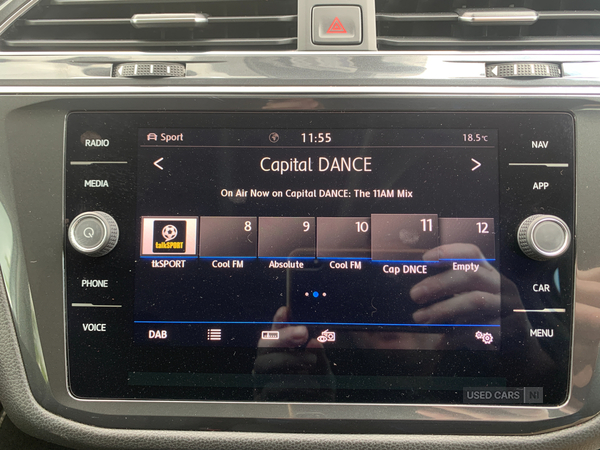 RADIO
MEDIA
PHONE
VOICE
Sport
11:55
18.5°C
< Capital DANCE >
On Air Now on Capital DANCE: The 11AM Mix
talkSPORT
8
9
10
11
12
tkSPORT
Cool FM
Absolute
Cool FM
Cap DNCE
Empty
DAB
NAV
APP
CAR
MENU
USED CARS NI